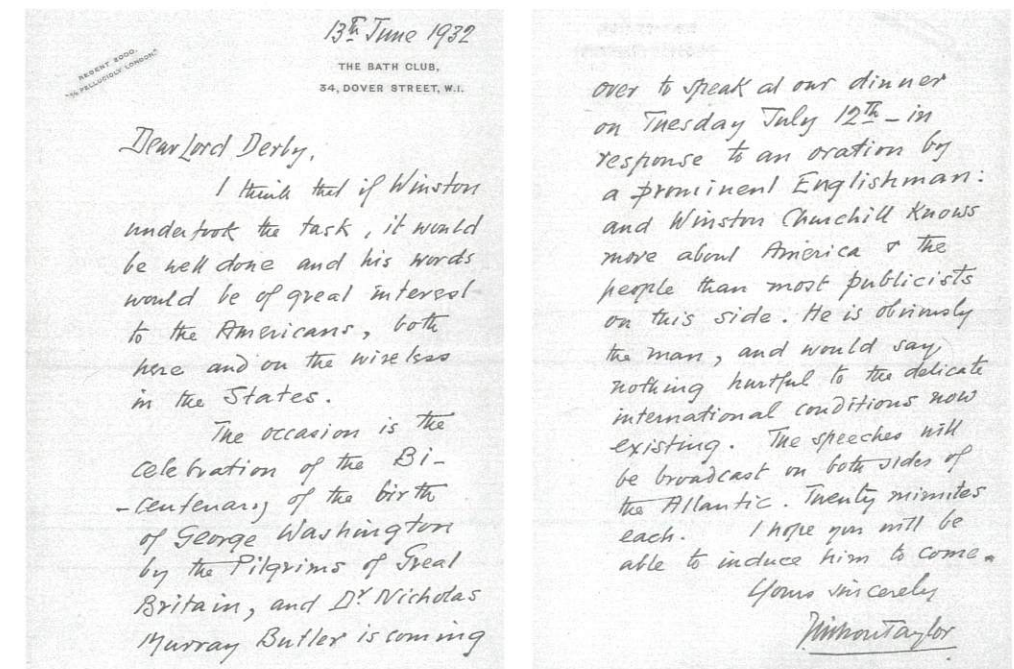 13th June 1932
REGENT 2000.
"PELLUCIDLY LONDON"
THE BATH CLUB,
34, DOVER STREET, W.1.
Dear Lord Derby,
I think that if Winston
undertook the task, it would
be well done and his words
would be of great interest
to the Americans, both
here and on the wireless
in the States.
The occasion is the
celebration of the Bi-
-centenary of the birth
of George Washington
by the Pilgrims of Great
Britain, and Dr Nicholas
Murray Butler is coming
over to speak at our dinner
on Tuesday July 12th - in
response to an oration by
a prominent Englishman:
and Winston Churchill knows
more about America & the
people than most publicists
on this side. He is obviously
the man, and would say
nothing hurtful to the delicate
international conditions now
existing. The speeches will
be broadcast on both sides of
the Atlantic. Twenty minutes
each. I hope you will be
able to induce him to come.
Yours sincerely
Taylor